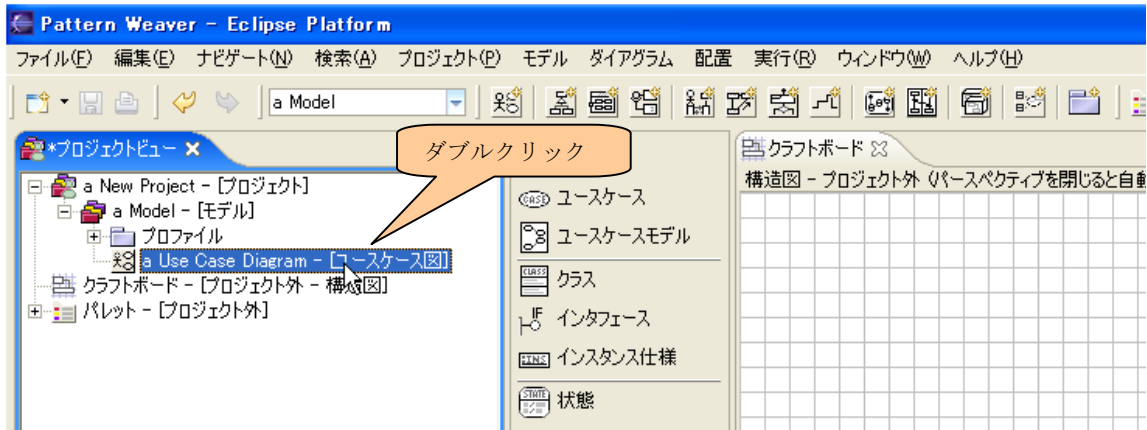 Pattern Weaver - Eclipse Platform
ファイル(F) 編集(E) ナビゲート(N) 検索(A) プロジェクト(P) モデル ダイアグラム 配置 実行(R) ウィンドウ(W) ヘルプ(H)
a Model
*プロジェクトビュー
ダブルクリック
クラフトボード
a New Project - [プロジェクト]
a Model - [モデル]
プロファイル
a Use Case Diagram - [ユースケース図]
クラフトボード - [プロジェクト外 - 構造図]
パレット - [プロジェクト外]
CASE ユースケース
ユースケースモデル
CLASS クラス
IF インタフェース
INS インスタンス仕様
STATE 状態
構造図 - プロジェクト外 (パースペクティブを閉じると自動